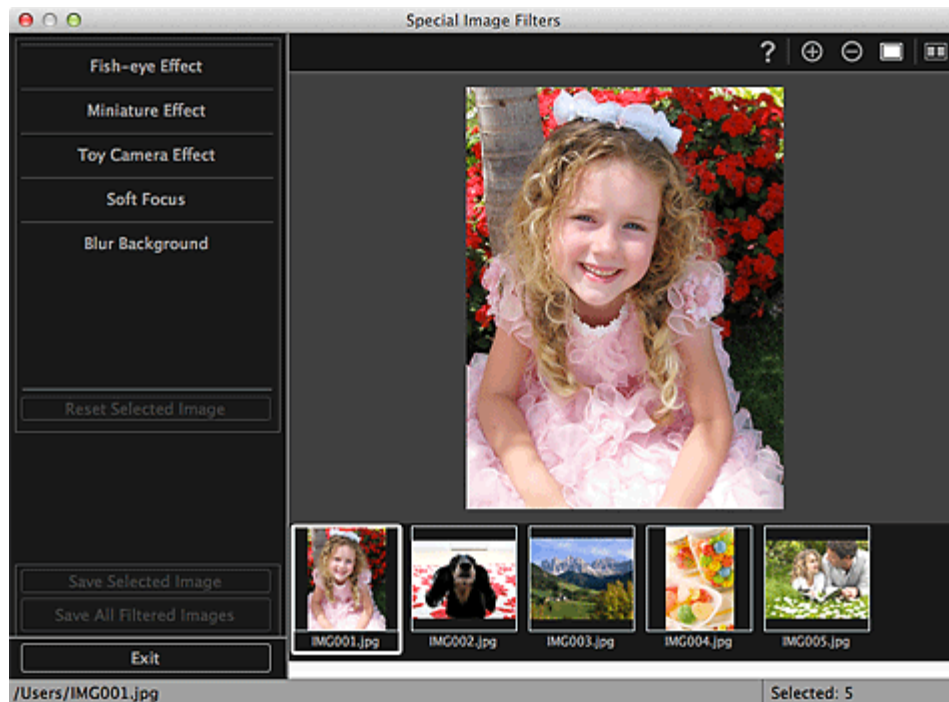 Special Image Filters
Fish-eye Effect
Miniature Effect
Toy Camera Effect
Soft Focus
Blur Background
Reset Selected Image
Save Selected Image
Save All Filtered Images
Exit
?
IMG001.jpg
IMG002.jpg
IMG003.jpg
IMG004.jpg
IMG005.jpg
/Users/IMG001.jpg
Selected: 5